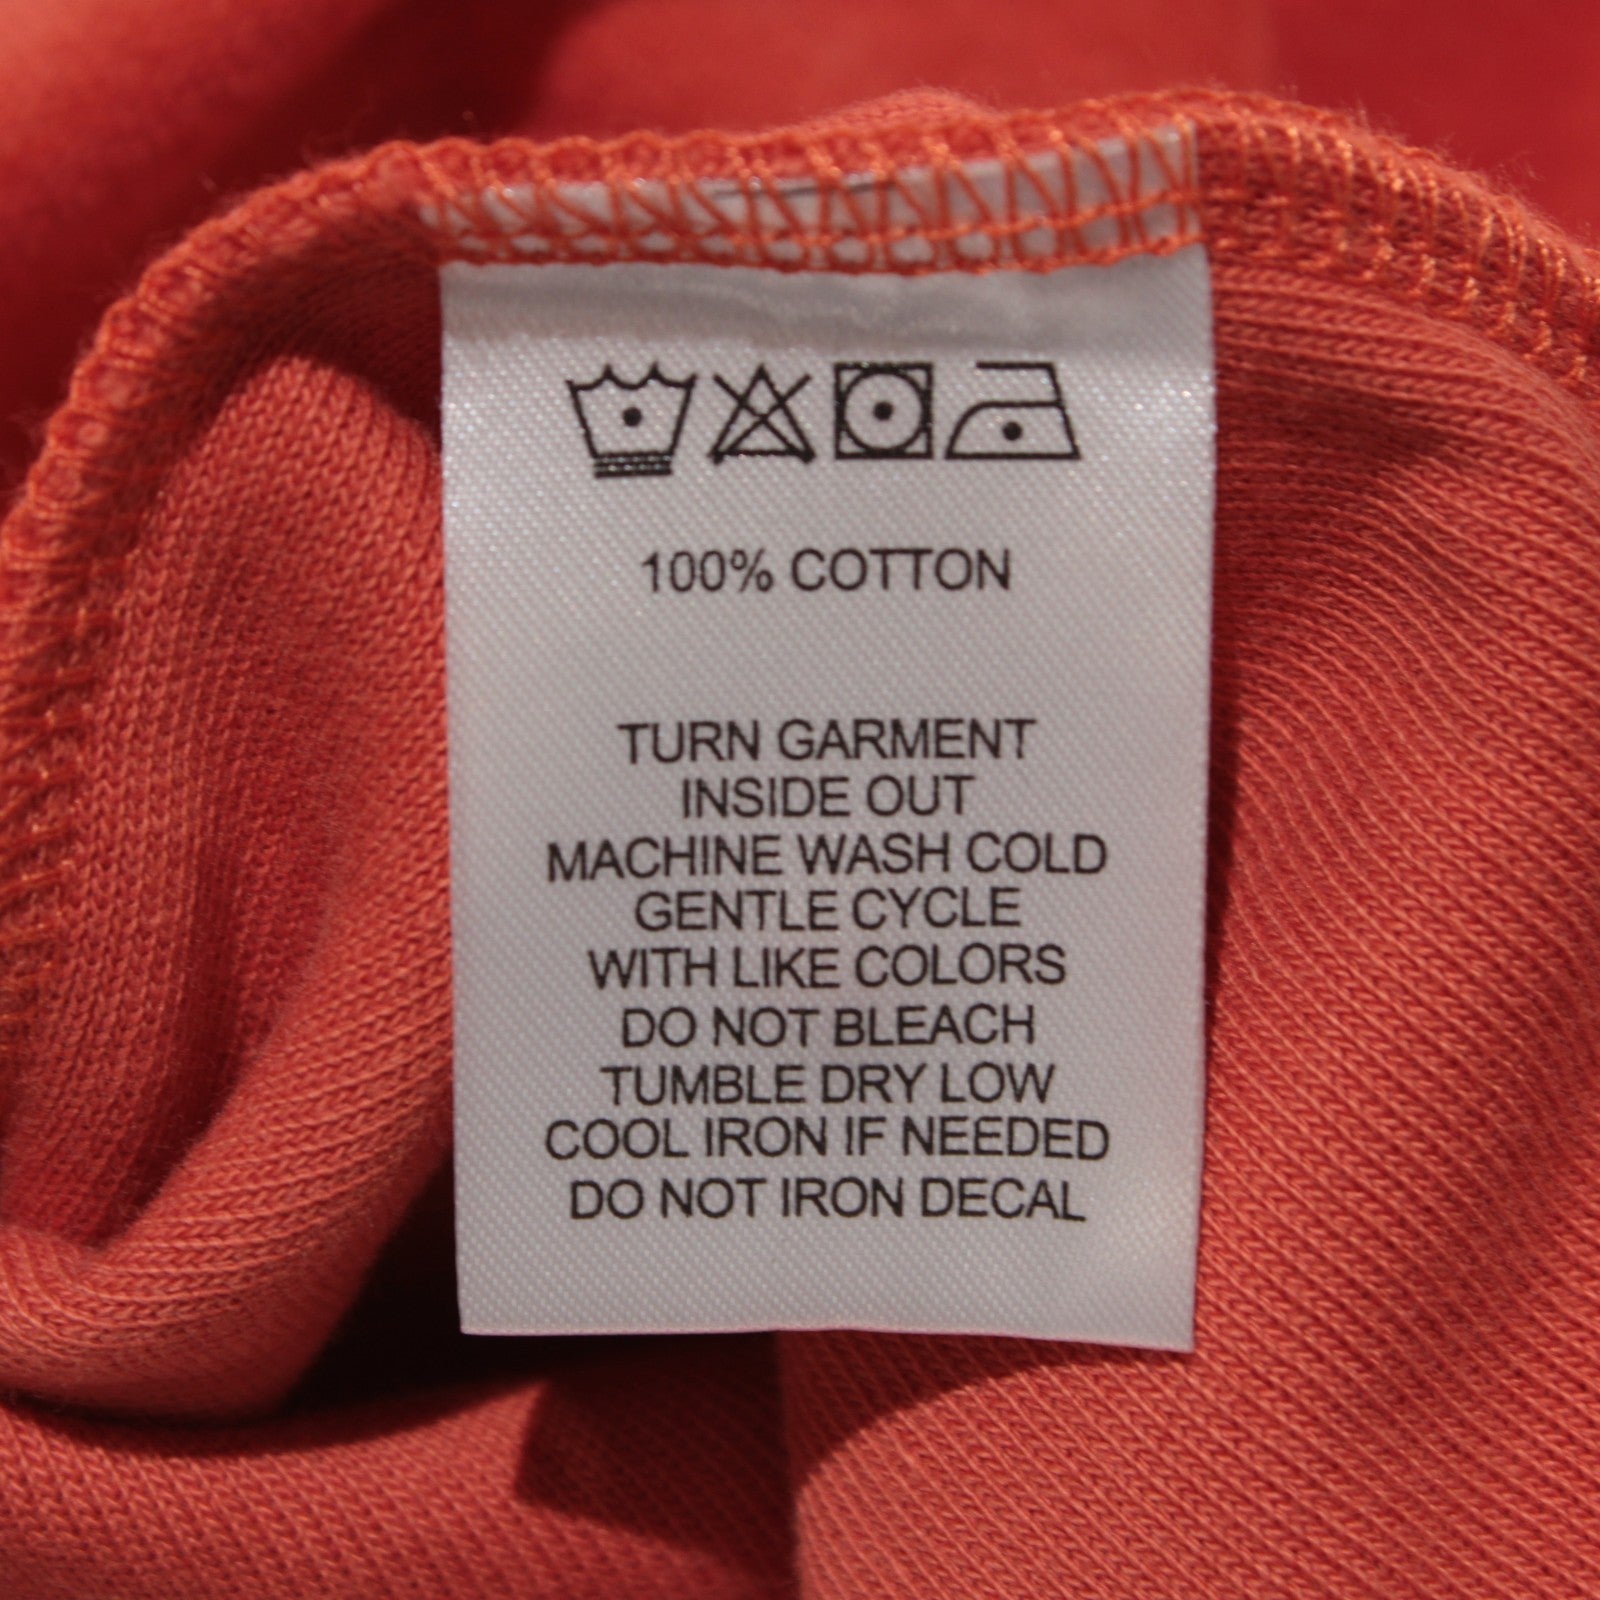 100% COTTON
TURN GARMENT
INSIDE OUT
MACHINE WASH COLD
GENTLE CYCLE
WITH LIKE COLORS
DO NOT BLEACH
TUMBLE DRY LOW
COOL IRON IF NEEDED
DO NOT IRON DECAL